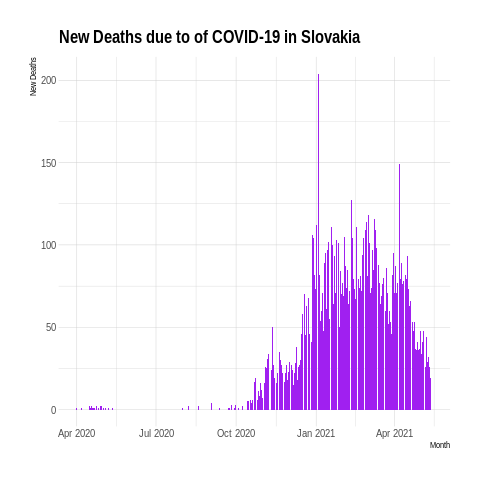 New Deaths due to of COVID-19 in Slovakia
New Deaths
200
150
100
50
0
Apr 2020 Jul 2020 Oct 2020 Jan 2021 Apr 2021
Month